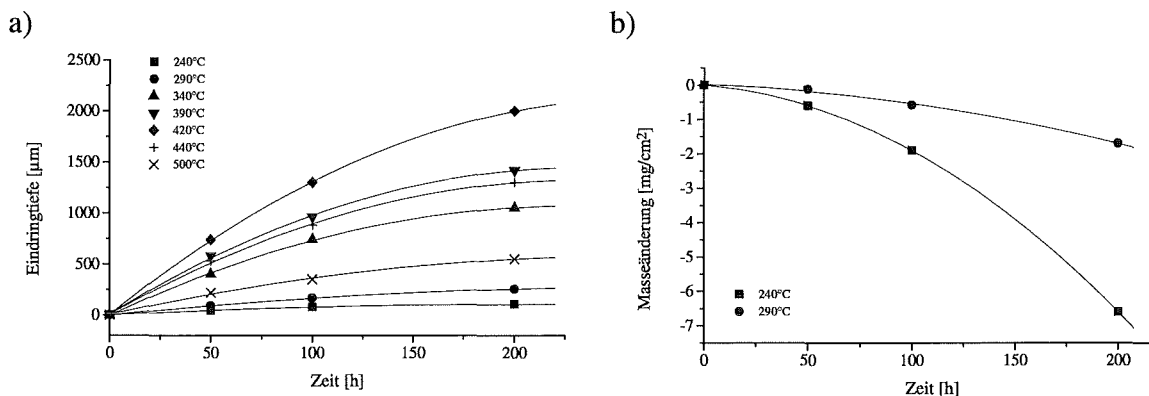 a)
2500
2000
1500
1000
500
0
Eindringtiefe [µm]
240°C
290°C
340°C
390°C
420°C
440°C
500°C
0
50
100
150
200
Zeit [h]
b)
0
-1
-2
-3
-4
-5
-6
-7
Masseänderung [mg/cm²]
240°C
290°C
0
50
100
150
200
Zeit [h]